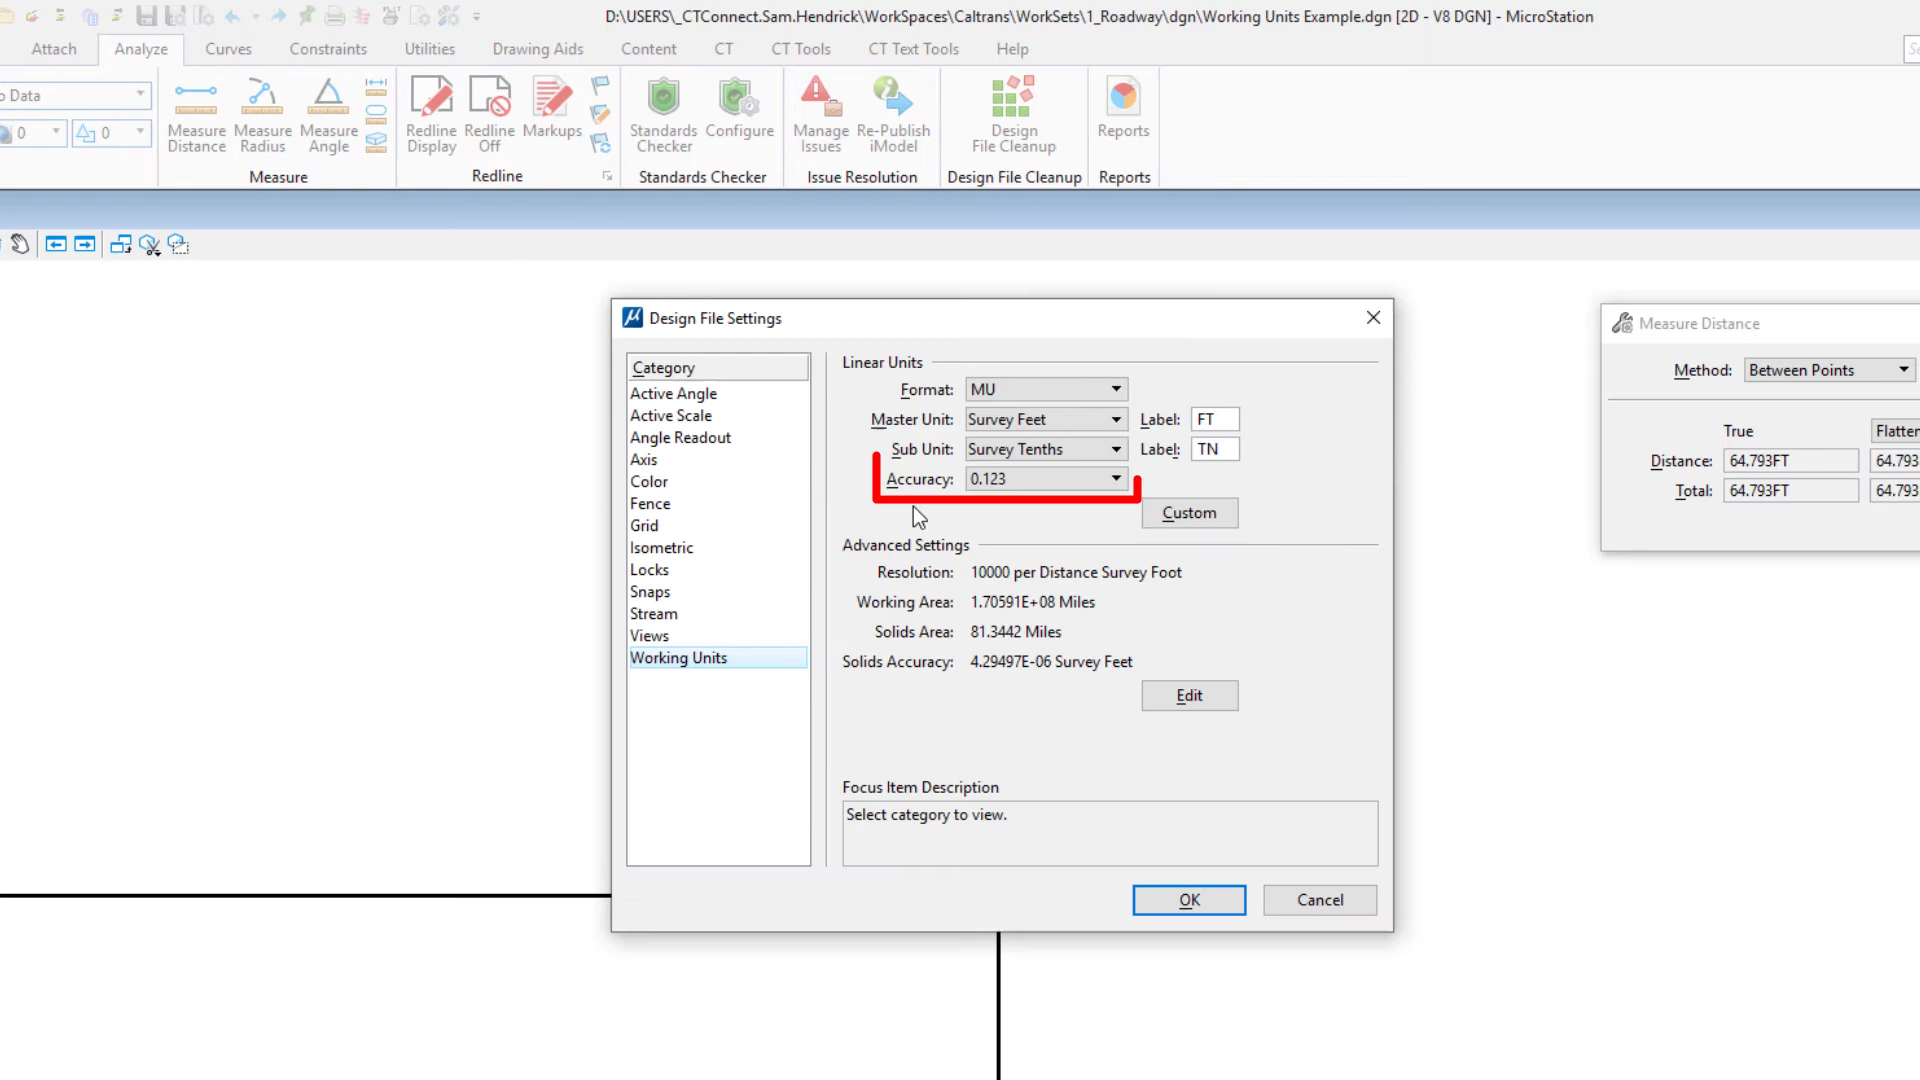 D:\USERS\_CTConnect.Sam.Hendrick\WorkSpaces\Caltrans\WorkSets\1_Roadway\dgn\Working Units Example.dgn [2D - V8 DGN] - MicroStation
Attach Analyze Curves Constraints Utilities Drawing Aids Content CT CT Tools CT Text Tools Help
o Data
0 0
Measure Distance
Measure Radius
Measure Angle
Redline Display
Redline Off
Markups
Standards Checker
Configure
Manage Issues
Re-Publish iModel
Design File Cleanup
Reports
Measure Redline Standards Checker Issue Resolution Design File Cleanup Reports
Design File Settings
Category
Active Angle
Active Scale
Angle Readout
Axis
Color
Fence
Grid
Isometric
Locks
Snaps
Stream
Views
Working Units
Linear Units
Format: MU
Master Unit: Survey Feet Label: FT
Sub Unit: Survey Tenths Label: TN
Accuracy: 0.123
Custom
Advanced Settings
Resolution: 10000 per Distance Survey Foot
Working Area: 1.70591E+08 Miles
Solids Area: 81.3442 Miles
Solids Accuracy: 4.29497E-06 Survey Feet
Edit
Focus Item Description
Select category to view.
OK Cancel
Measure Distance
Method: Between Points
True Flatten
Distance: 64.793FT 64.793
Total: 64.793FT 64.793